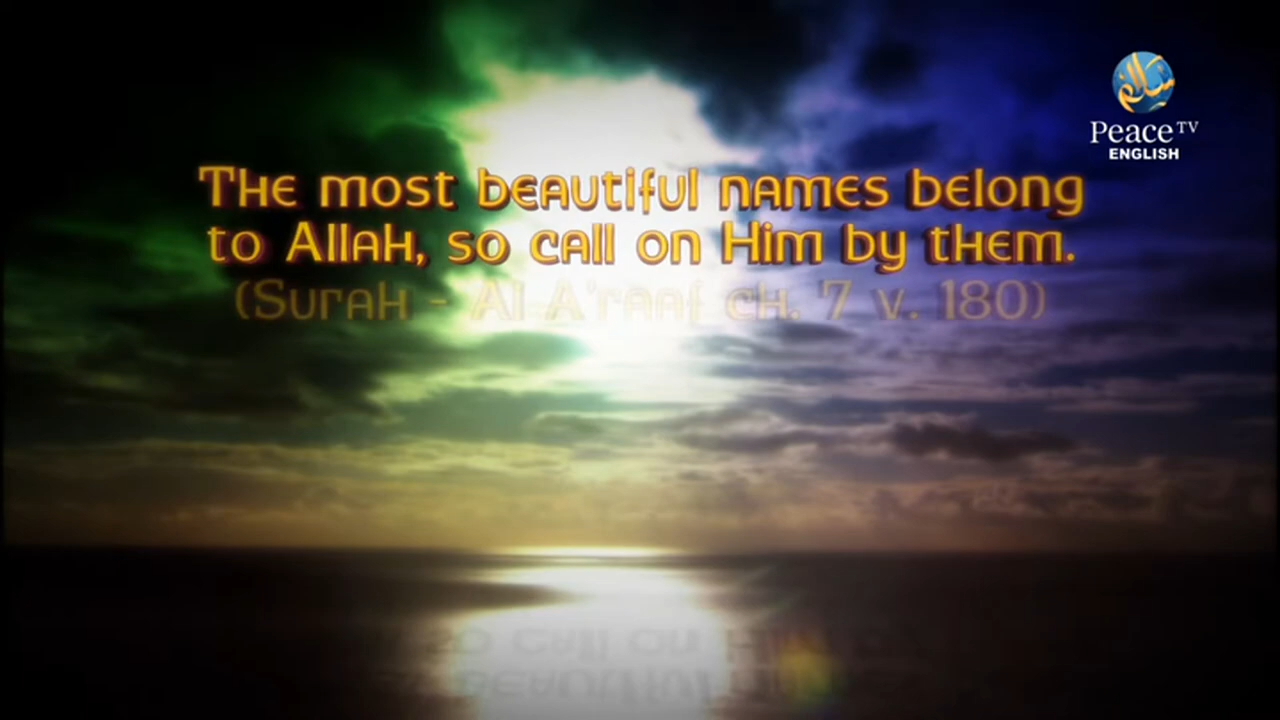 The most beautiful names belong
to Allah, so call on Him by them.
(Surah - Al A'raaf ch. 7 v. 180)
Peace TV
ENGLISH